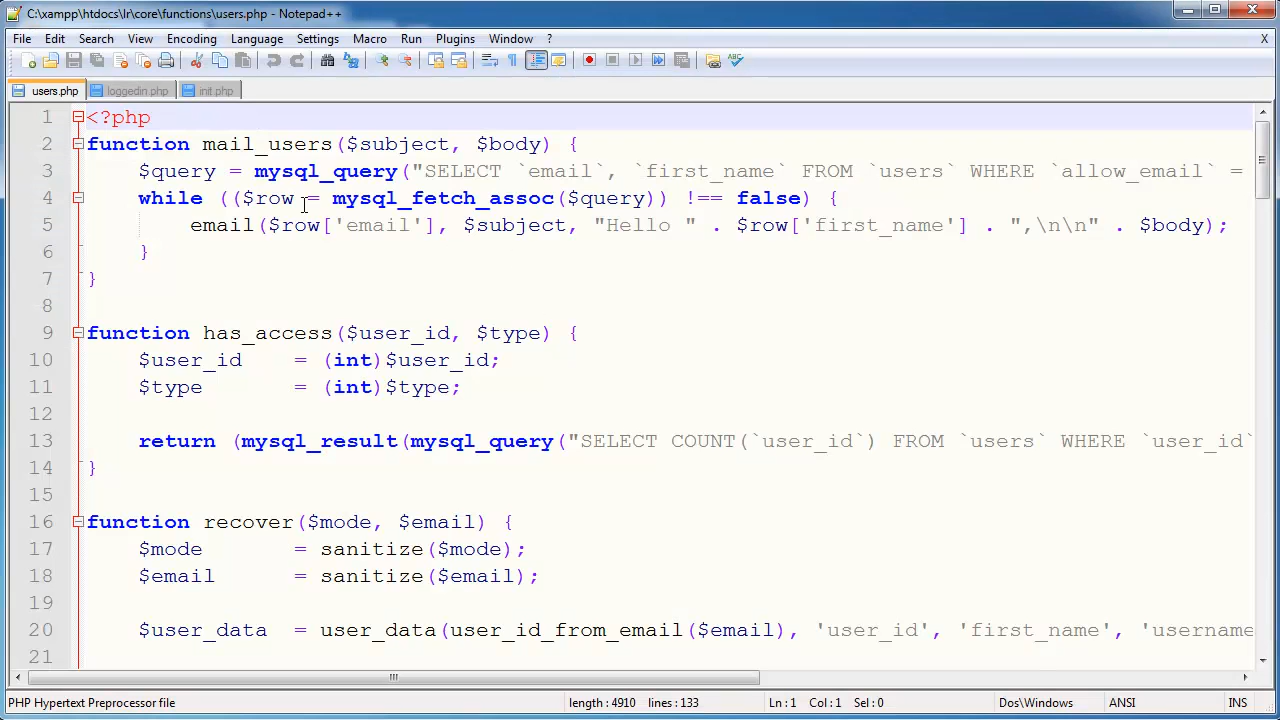 C:\xampp\htdocs\lr\core\functions\users.php - Notepad++
File Edit Search View Encoding Language Settings Macro Run Plugins Window ? X
users.php loggedin.php init.php
1 <?php
2 function mail_users($subject, $body) {
3 $query = mysql_query("SELECT `email`, `first_name` FROM `users` WHERE `allow_email` =
4 while (($row = mysql_fetch_assoc($query)) !== false) {
5 email($row['email'], $subject, "Hello " . $row['first_name'] . ",\n\n" . $body);
6 }
7 }
8
9 function has_access($user_id, $type) {
10 $user_id = (int)$user_id;
11 $type = (int)$type;
12
13 return (mysql_result(mysql_query("SELECT COUNT(`user_id`) FROM `users` WHERE `user_id`
14 }
15
16 function recover($mode, $email) {
17 $mode = sanitize($mode);
18 $email = sanitize($email);
19
20 $user_data = user_data(user_id_from_email($email), 'user_id', 'first_name', 'username
21
PHP Hypertext Preprocessor file length : 4910 lines : 133 Ln : 1 Col : 1 Sel : 0 Dos\Windows ANSI INS